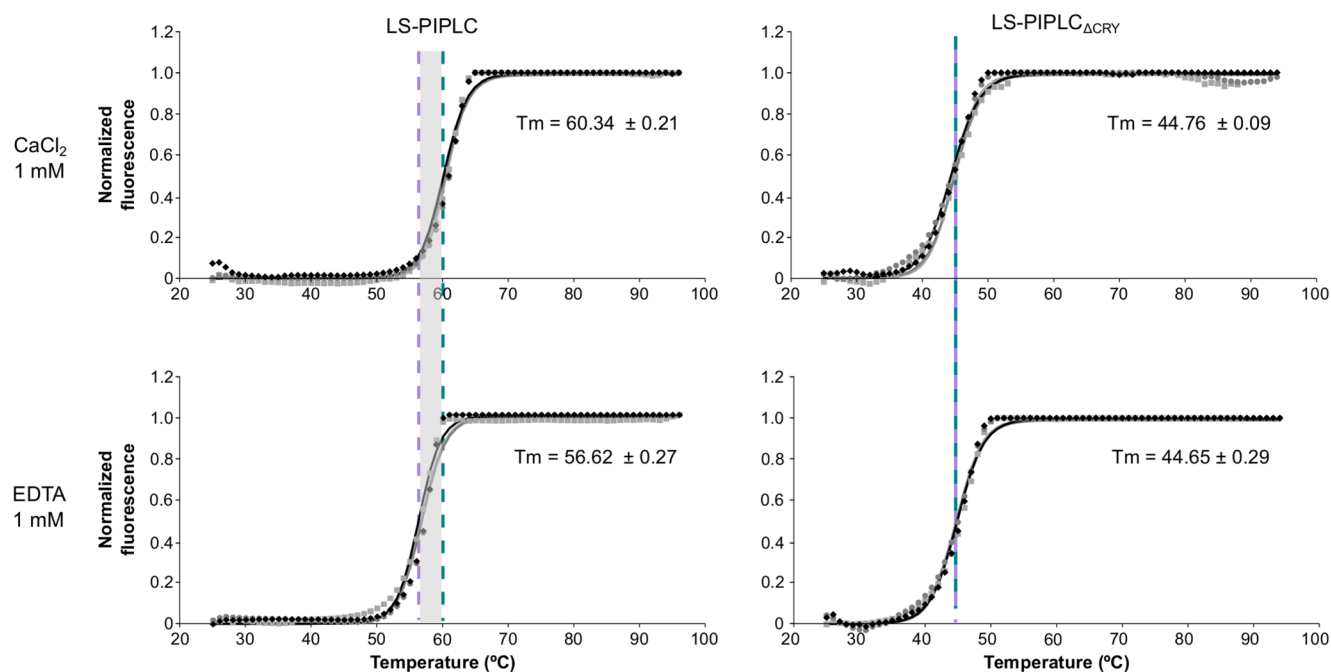 LS-PIPLC
LS-PIPLCΔCRY
CaCl2
1 mM
Normalized
fluorescence
1.2
1.0
0.8
0.6
0.4
0.2
0
20 30 40 50 60 70 80 90 100
Tm = 60.34 ± 0.21
Normalized
fluorescence
1.2
1.0
0.8
0.6
0.4
0.2
0
20 30 40 50 60 70 80 90 100
Tm = 44.76 ± 0.09
EDTA
1 mM
Normalized
fluorescence
1.2
1.0
0.8
0.6
0.4
0.2
0
20 30 40 50 60 70 80 90 100
Temperature (ºC)
Tm = 56.62 ± 0.27
Normalized
fluorescence
1.2
1.0
0.8
0.6
0.4
0.2
0
20 30 40 50 60 70 80 90 100
Temperature (ºC)
Tm = 44.65 ± 0.29